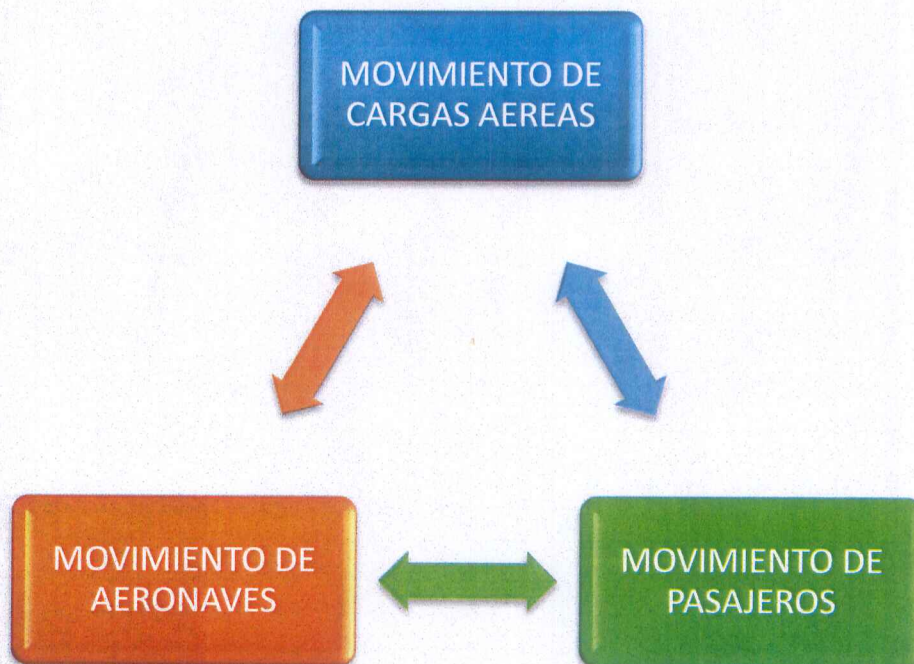 MOVIMIENTO DE
CARGAS AEREAS
MOVIMIENTO DE
AERONAVES
MOVIMIENTO DE
PASAJEROS